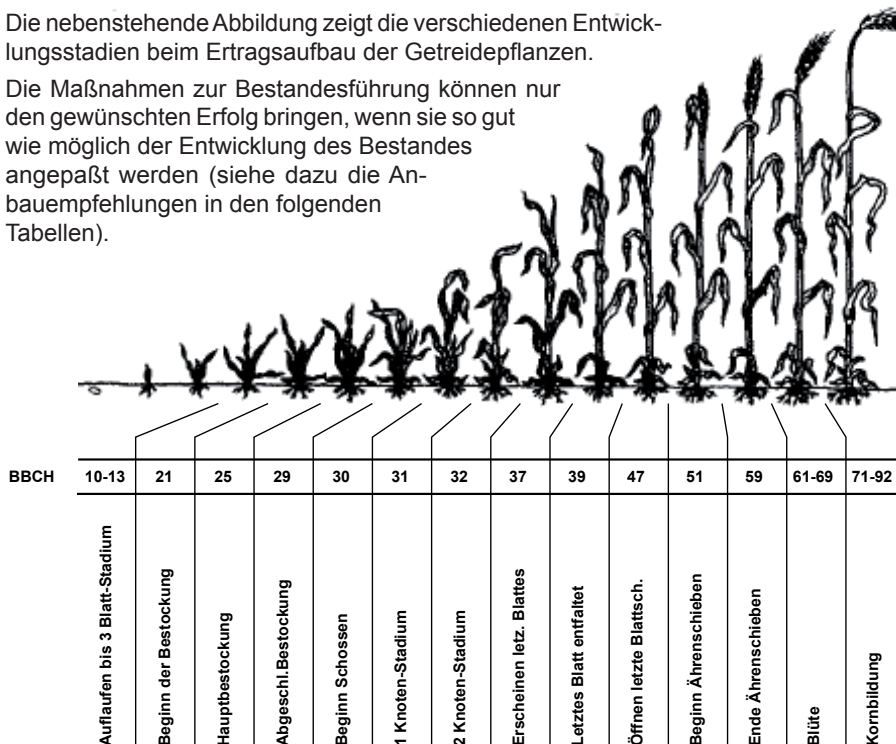 Die nebenstehende Abbildung zeigt die verschiedenen Entwick-
lungsstadien beim Ertragsaufbau der Getreidepflanzen.
Die Maßnahmen zur Bestandesführung können nur
den gewünschten Erfolg bringen, wenn sie so gut
wie möglich der Entwicklung des Bestandes
angepaßt werden (siehe dazu die An-
bauempfehlungen in den folgenden
Tabellen).
BBCH 10-13 21 25 29 30 31 32 37 39 47 51 59 61-69 71-92
Auflaufen bis 3 Blatt-Stadium
Beginn der Bestockung
Hauptbestockung
Abgeschl.Bestockung
Beginn Schossen
1 Knoten-Stadium
2 Knoten-Stadium
Erscheinen letz. Blattes
Letztes Blatt entfaltet
Öffnen letzte Blattsch.
Beginn Ährenschieben
Ende Ährenschieben
Blüte
Kornbildung